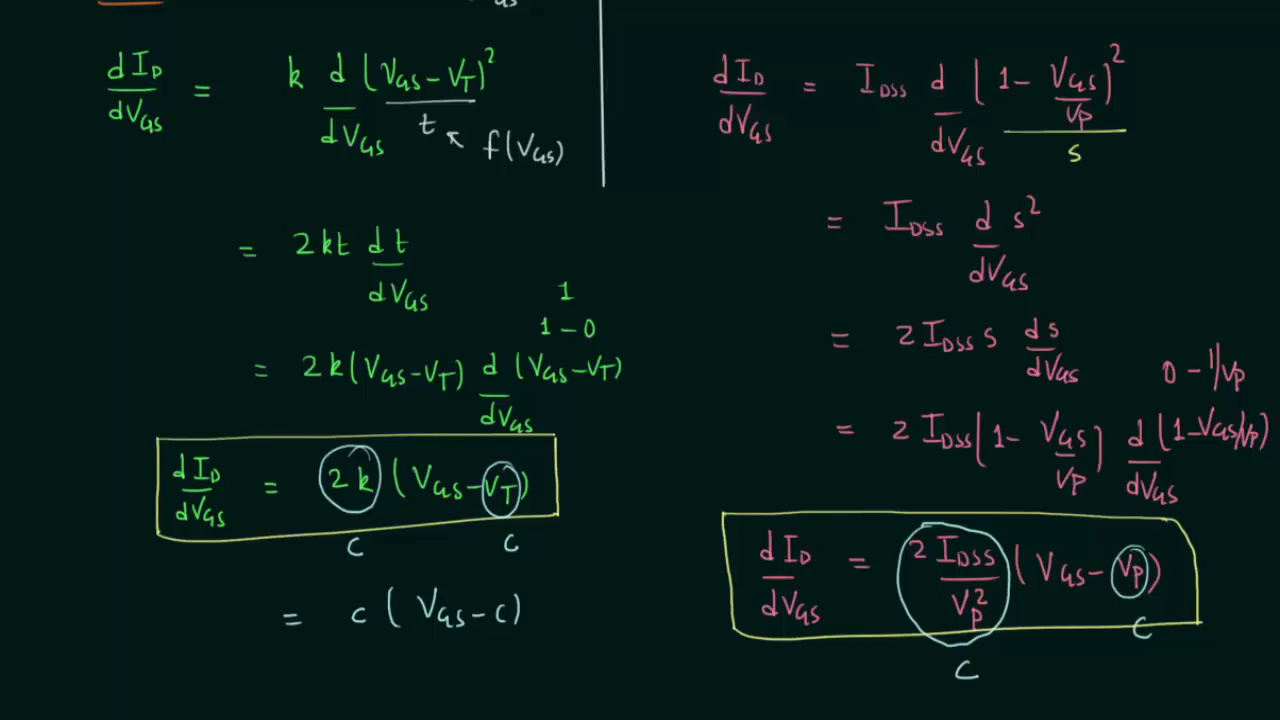 GS
dI_D/dV_GS = k d/dV_GS (V_GS - V_T)²
t ↖ f(V_GS)
= 2kt dt/dV_GS
1
1 - 0
= 2k(V_GS - V_T) d/dV_GS (V_GS - V_T)
dI_D/dV_GS = 2k (V_GS - V_T)
c c
= c (V_GS - c)
dI_D/dV_GS = I_DSS d/dV_GS (1 - V_GS/V_P)²
s
= I_DSS d/dV_GS s²
= 2 I_DSS s ds/dV_GS
0 - 1/V_P
= 2 I_DSS (1 - V_GS/V_P) d/dV_GS (1 - V_GS/V_P)
dI_D/dV_GS = 2 I_DSS/V_P² (V_GS - V_P)
c
c